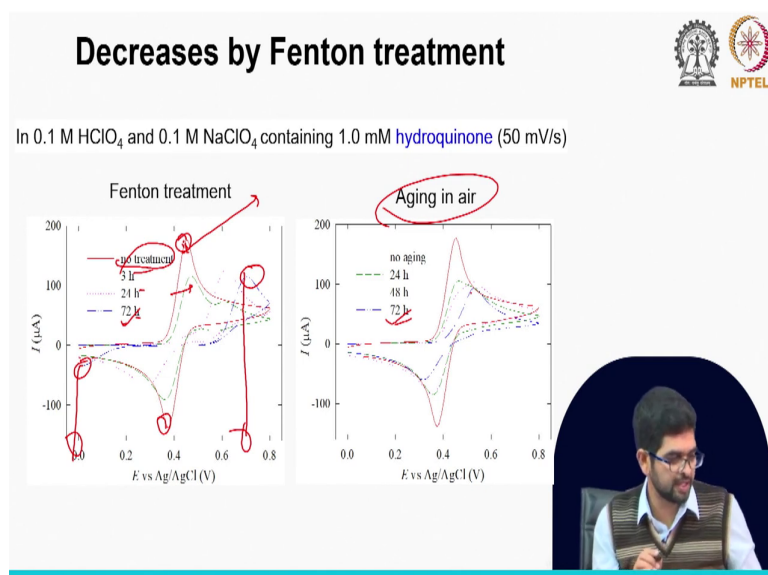 Decreases by Fenton treatment
NPTEL
In 0.1 M HClO₄ and 0.1 M NaClO₄ containing 1.0 mM hydroquinone (50 mV/s)
Fenton treatment
200
100
0
-100
I (µA)
no treatment
3 h
24 h
72 h
0.0
0.2
0.4
0.6
0.8
E vs Ag/AgCl (V)
Aging in air
200
100
0
-100
I (µA)
no aging
24 h
48 h
72 h
0.0
0.2
0.4
0.6
0.8
E vs Ag/AgCl (V)